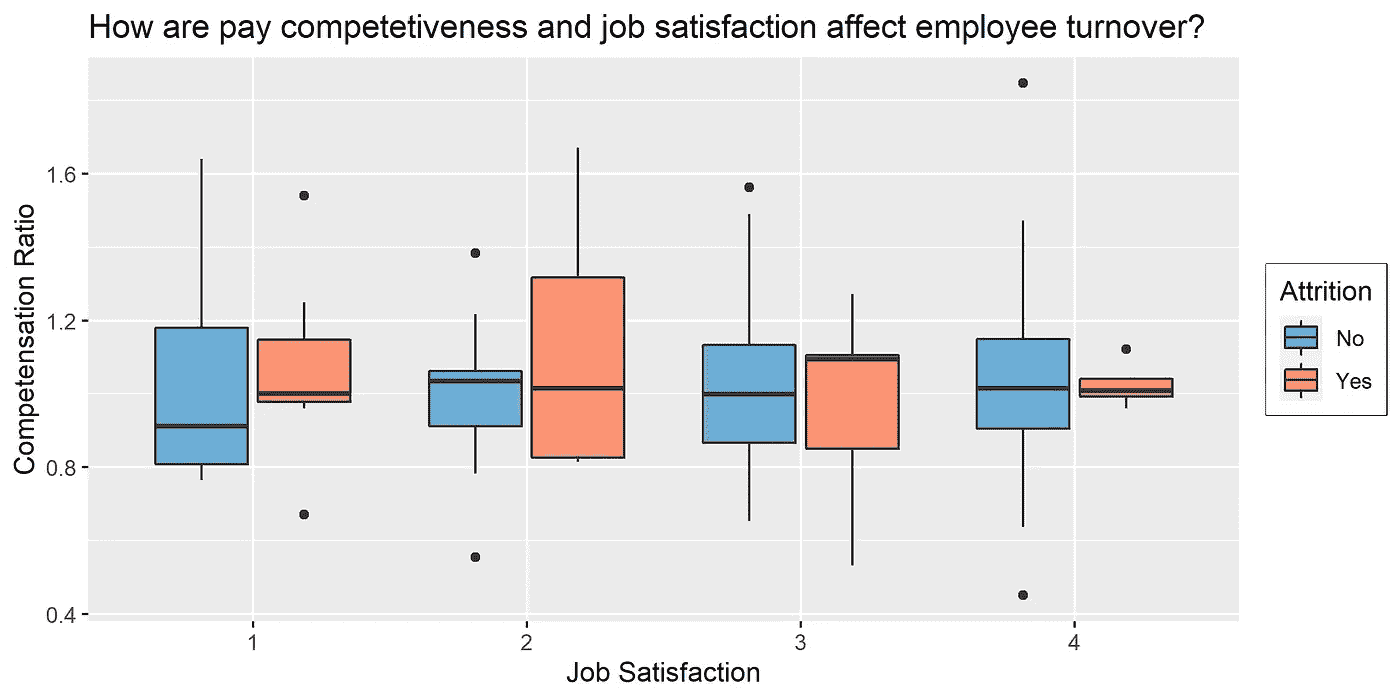 How are pay competetiveness and job satisfaction affect employee turnover?
Competensation Ratio
1.6
1.2
0.8
0.4
1 2 3 4
Job Satisfaction
Attrition
No
Yes